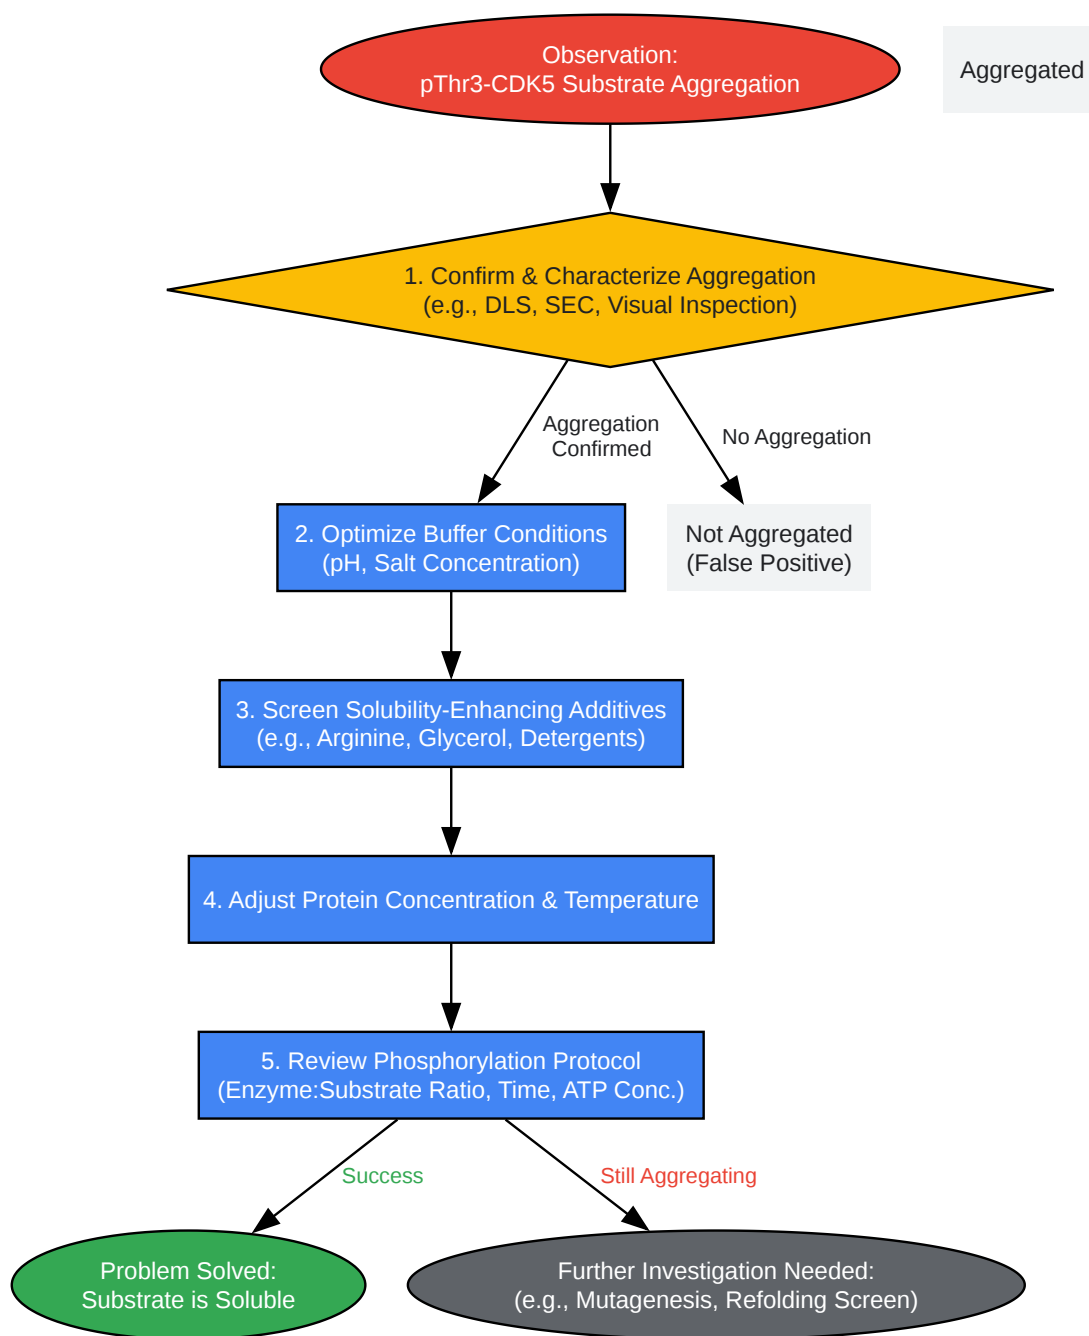 Observation:
pThr3-CDK5 Substrate Aggregation
Aggregated
1. Confirm & Characterize Aggregation
(e.g., DLS, SEC, Visual Inspection)
Aggregation
Confirmed
No Aggregation
2. Optimize Buffer Conditions
(pH, Salt Concentration)
Not Aggregated
(False Positive)
3. Screen Solubility-Enhancing Additives
(e.g., Arginine, Glycerol, Detergents)
4. Adjust Protein Concentration & Temperature
5. Review Phosphorylation Protocol
(Enzyme:Substrate Ratio, Time, ATP Conc.)
Success
Still Aggregating
Problem Solved:
Substrate is Soluble
Further Investigation Needed:
(e.g., Mutagenesis, Refolding Screen)